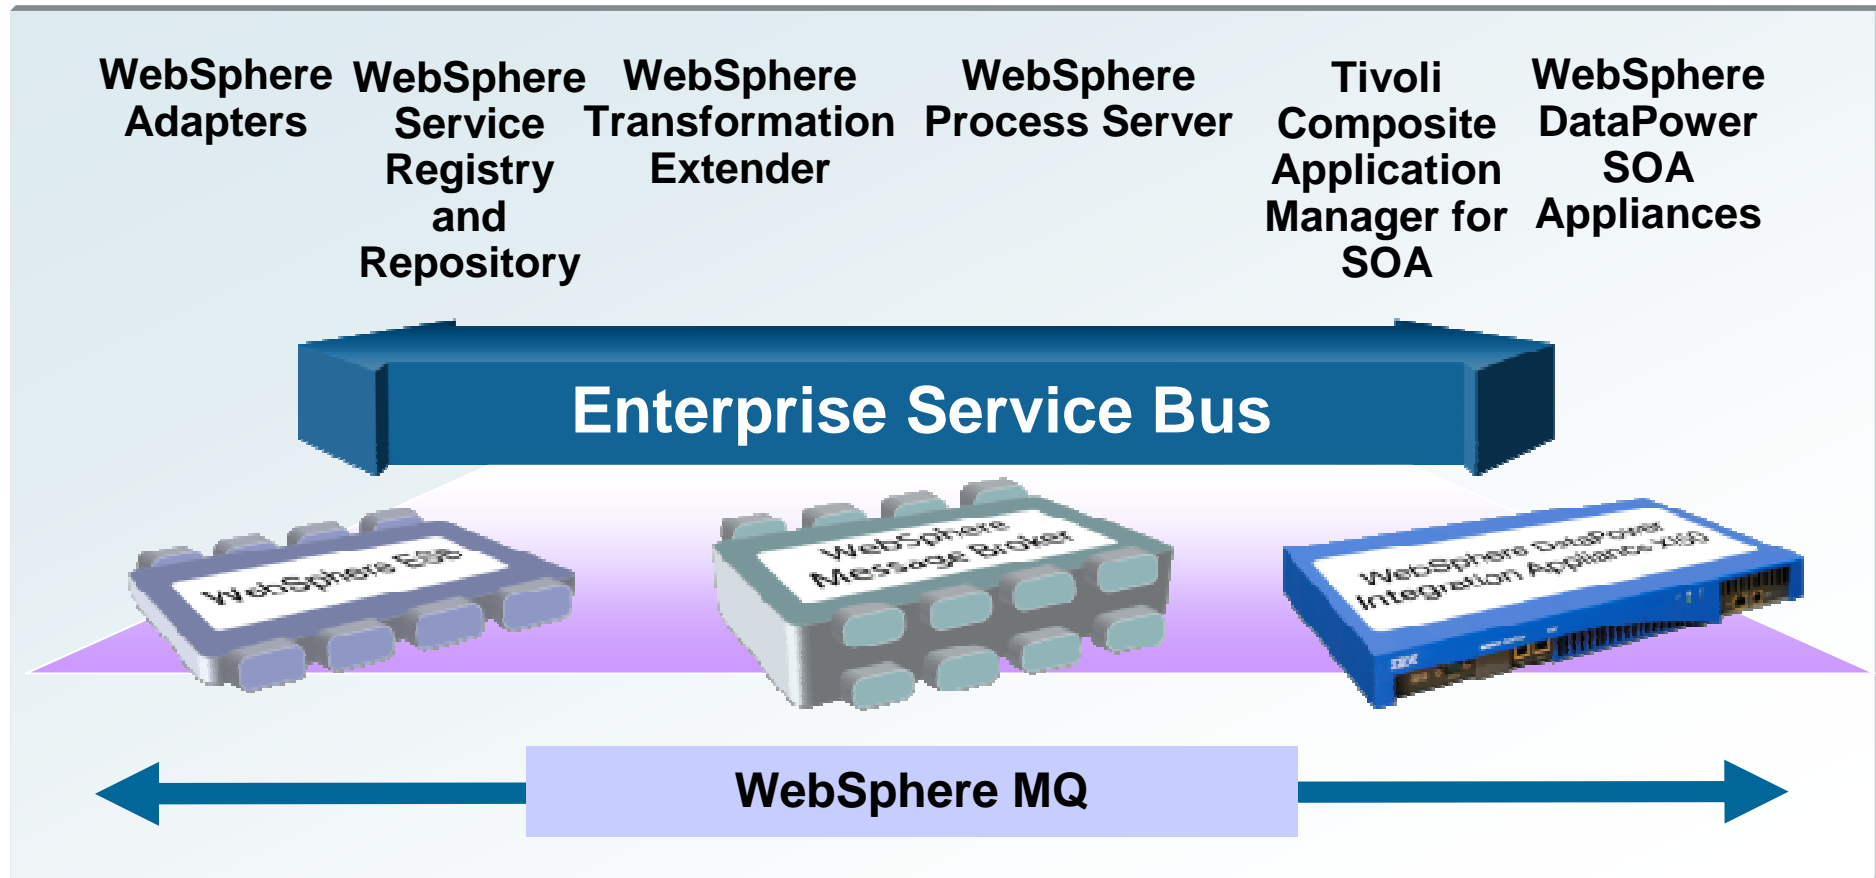 WebSphere
Adapters
WebSphere
Service
Registry
and
Repository
WebSphere
Transformation
Extender
WebSphere
Process Server
Tivoli
Composite
Application
Manager for
SOA
WebSphere
DataPower
SOA
Appliances
Enterprise Service Bus
WebSphere ESB
WebSphere
Message Broker
WebSphere DataPower
Integration Appliance XI50
IBM
WebSphere MQ